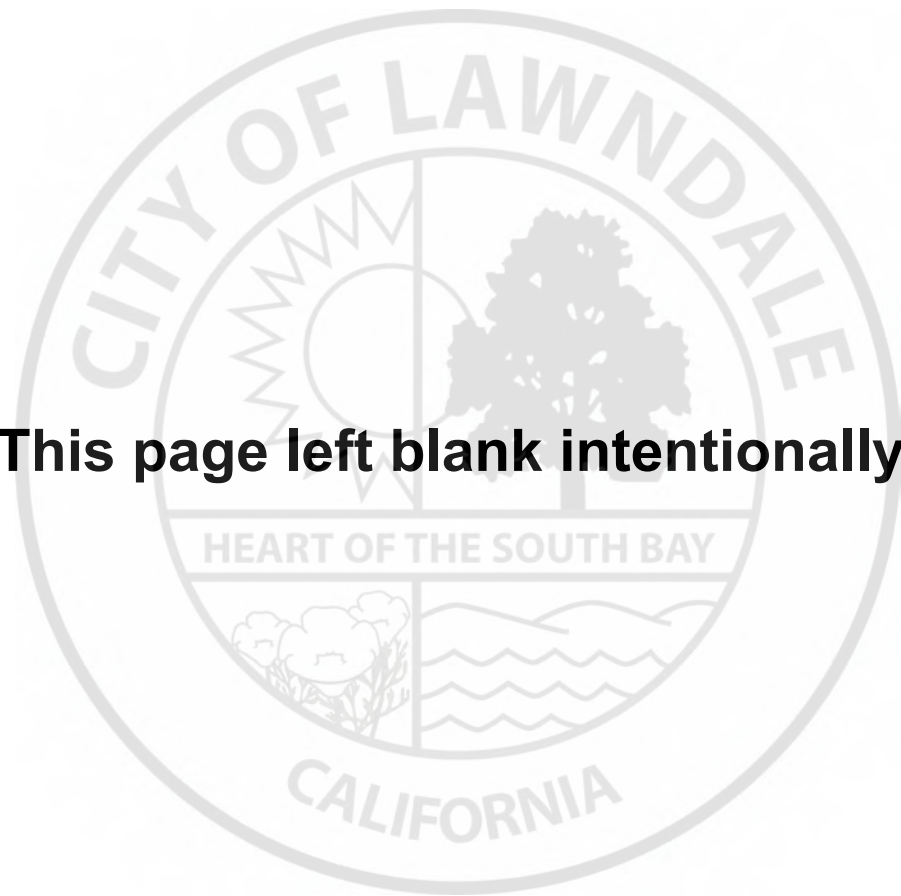 CITY OF LAWNDALE
This page left blank intentionally
HEART OF THE SOUTH BAY
CALIFORNIA